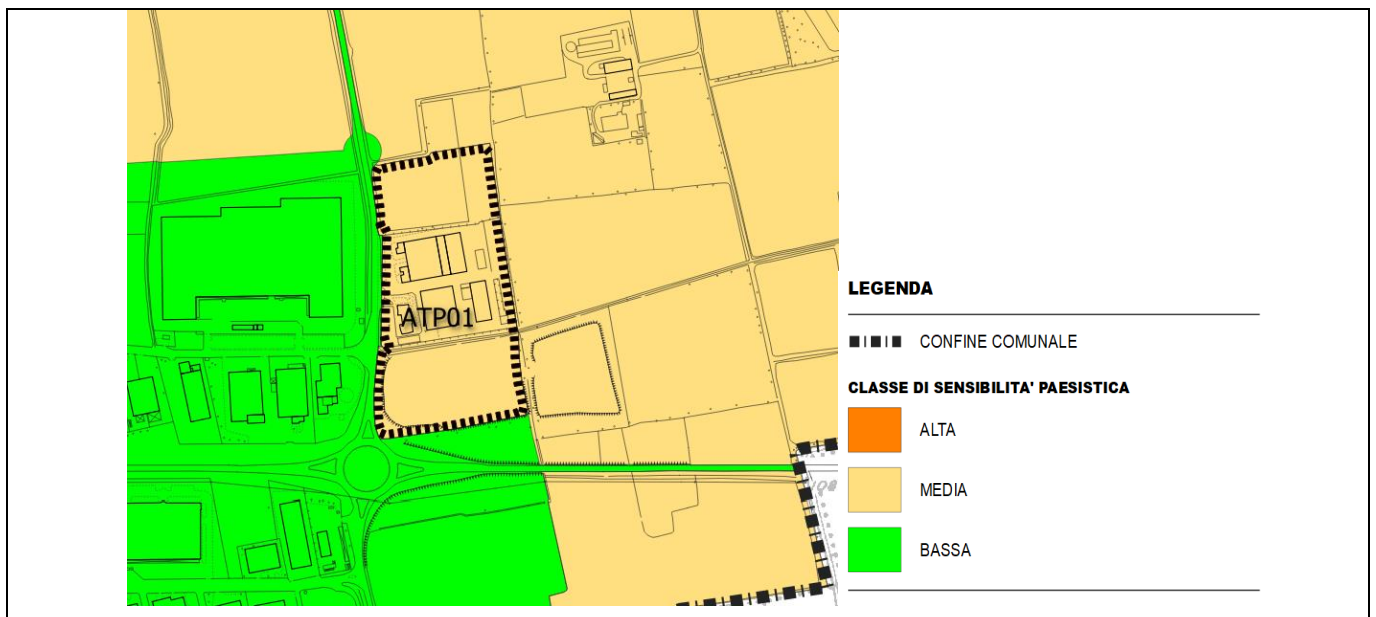 ATP01
LEGENDA
CONFINE COMUNALE
CLASSE DI SENSIBILITA' PAESISTICA
ALTA
MEDIA
BASSA